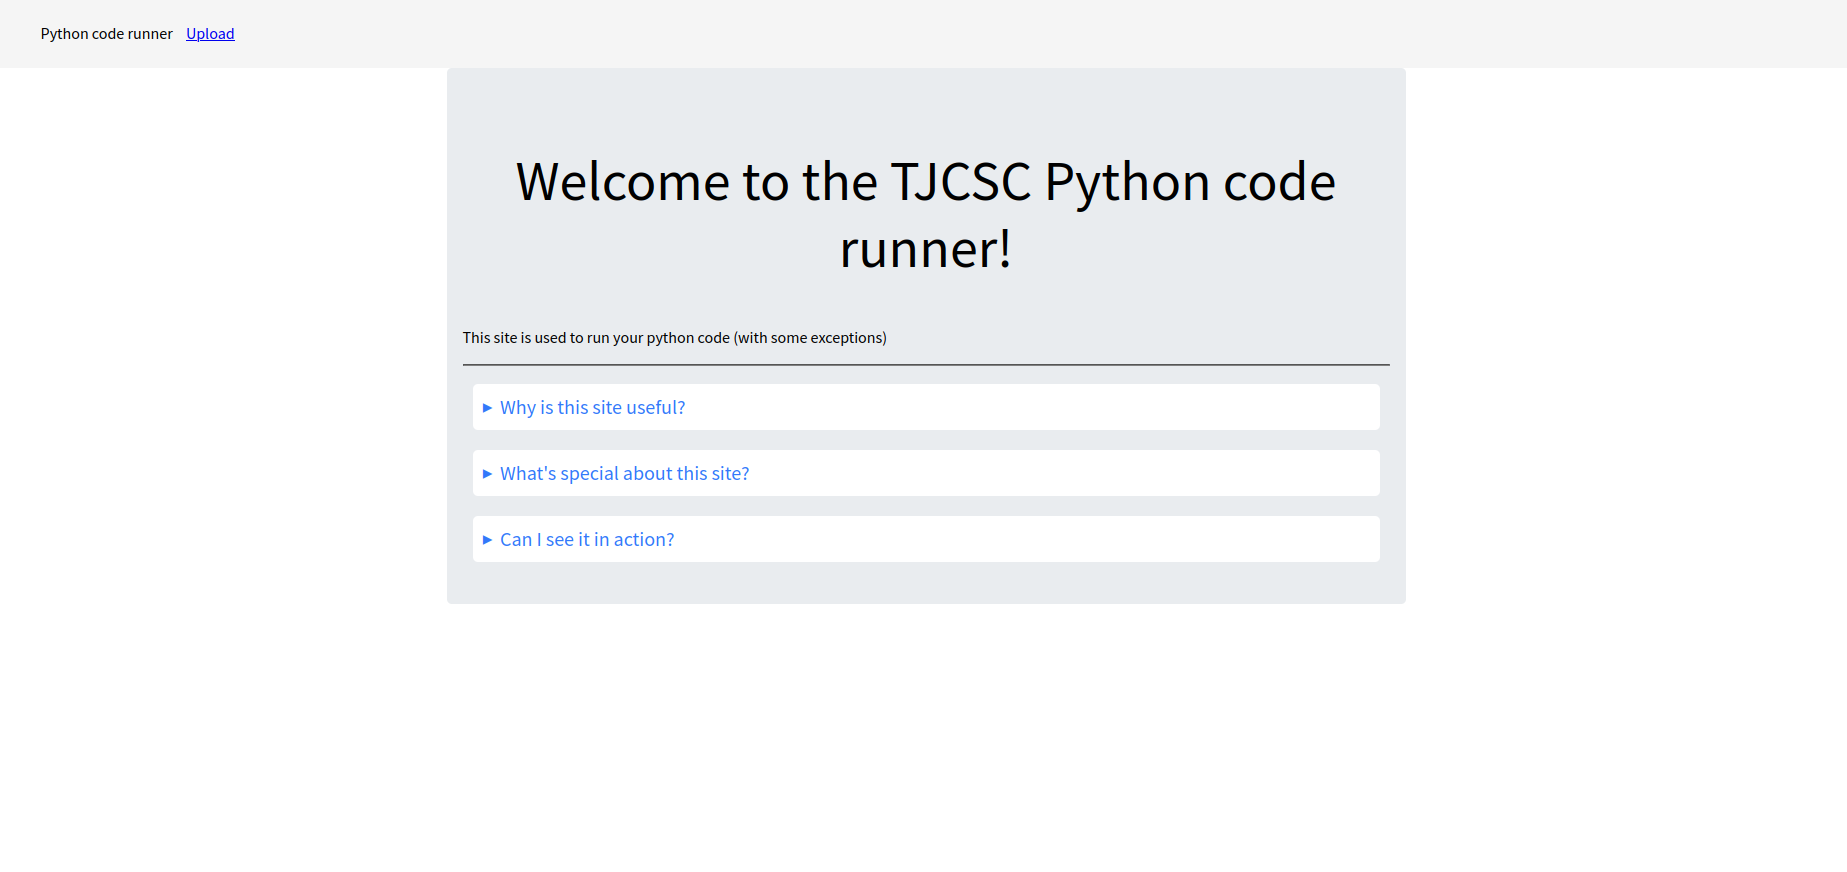 Python code runner Upload
Welcome to the TJCSC Python code
runner!
This site is used to run your python code (with some exceptions)
Why is this site useful?
What's special about this site?
Can I see it in action?